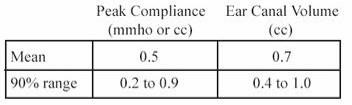 Peak Compliance Ear Canal Volume
(mmho or cc) (cc)
Mean 0.5 0.7
90% range 0.2 to 0.9 0.4 to 1.0